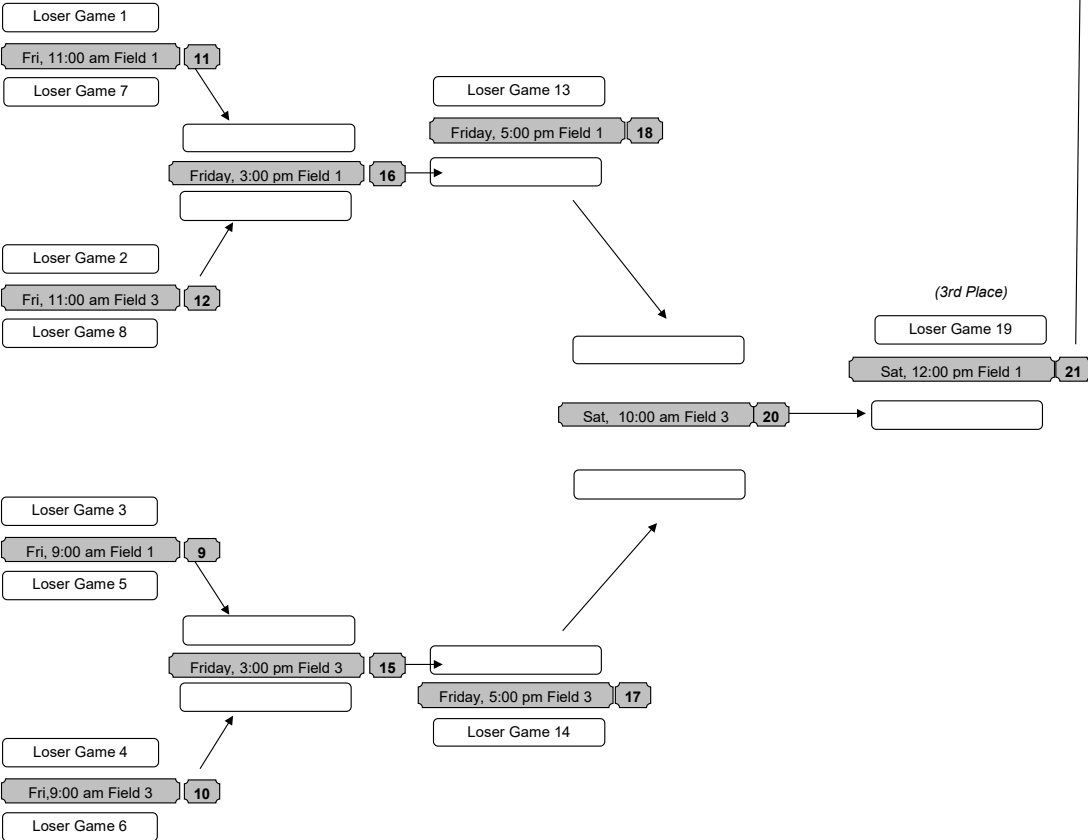 Loser Game 1
Fri, 11:00 am Field 1 11
Loser Game 7
Loser Game 13
Friday, 5:00 pm Field 1 18
Friday, 3:00 pm Field 1 16
Loser Game 2
Fri, 11:00 am Field 3 12
Loser Game 8
(3rd Place)
Loser Game 19
Sat, 12:00 pm Field 1 21
Sat, 10:00 am Field 3 20
Loser Game 3
Fri, 9:00 am Field 1 9
Loser Game 5
Friday, 3:00 pm Field 3 15
Friday, 5:00 pm Field 3 17
Loser Game 14
Loser Game 4
Fri,9:00 am Field 3 10
Loser Game 6